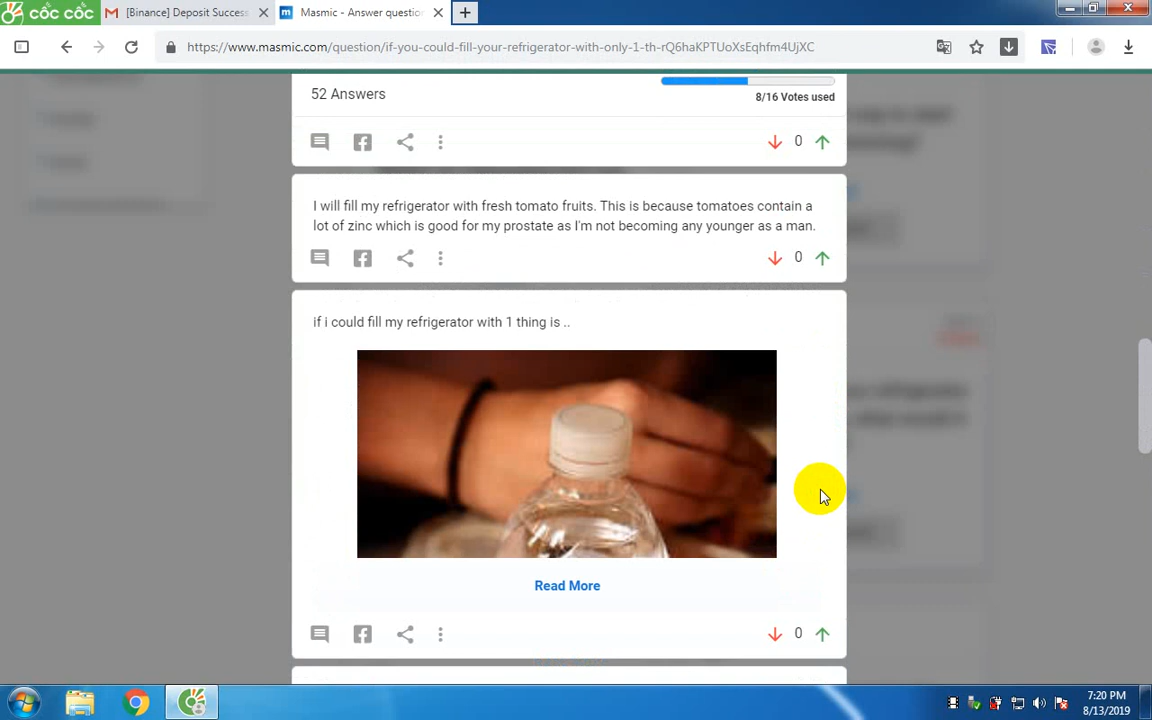 cốc cốc
[Binance] Deposit Success
Masmic - Answer questio
https://www.masmic.com/question/if-you-could-fill-your-refrigerator-with-only-1-th-rQ6haKPTUoXsEqhfm4UjXC
52 Answers
8/16 Votes used
0
I will fill my refrigerator with fresh tomato fruits. This is because tomatoes contain a
lot of zinc which is good for my prostate as I'm not becoming any younger as a man.
0
if i could fill my refrigerator with 1 thing is ..
Read More
0
7:20 PM
8/13/2019